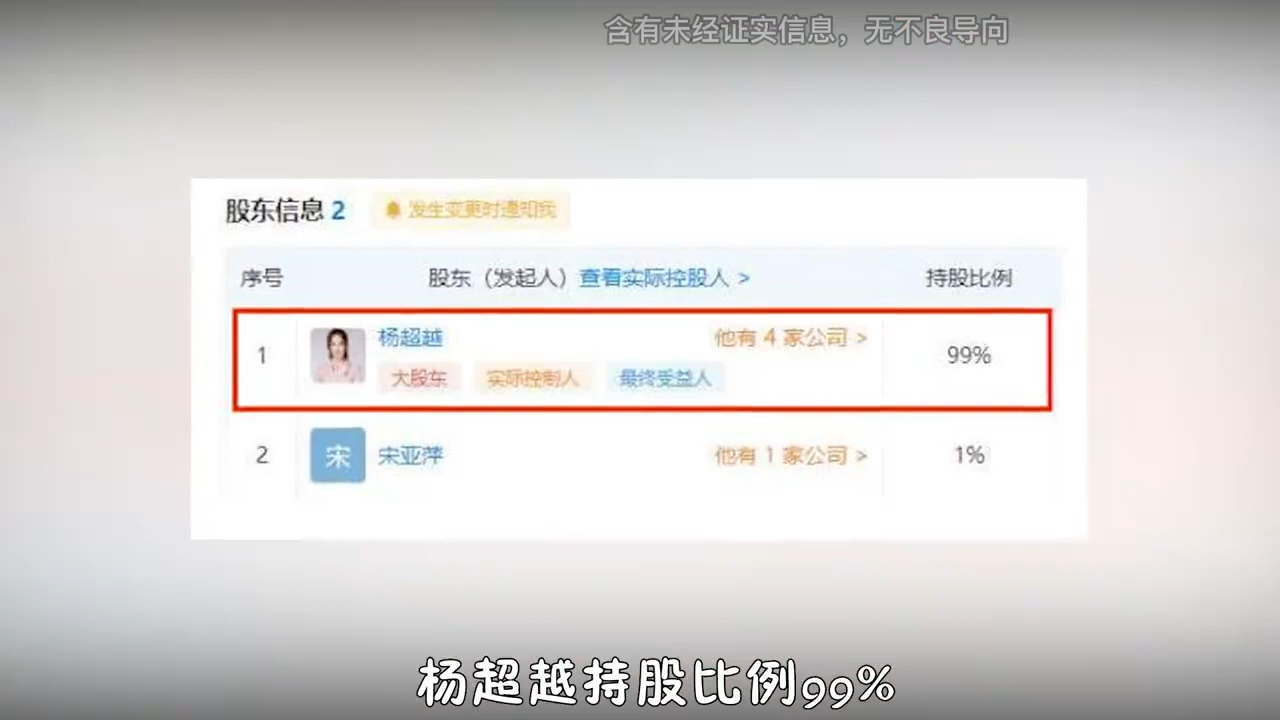 含有未经证实信息，无不良导向
股东信息 2 发生变更时通知我
序号 股东（发起人）查看实际控股人 > 持股比例
1 杨超越 他有 4 家公司 > 99%
大股东 实际控制人 最终受益人
2 宋 宋亚萍 他有 1 家公司 > 1%
杨超越持股比例99%